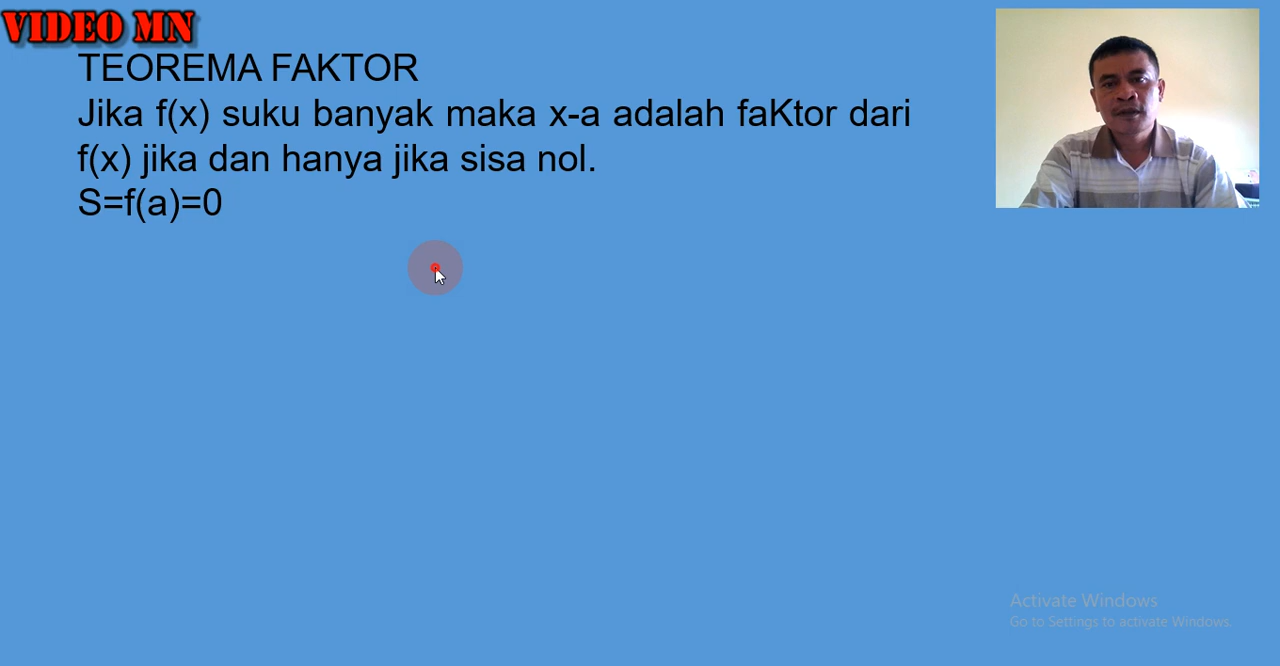 VIDEO MN
TEOREMA FAKTOR
Jika f(x) suku banyak maka x-a adalah faKtor dari
f(x) jika dan hanya jika sisa nol.
S=f(a)=0
Activate Windows
Go to Settings to activate Windows.